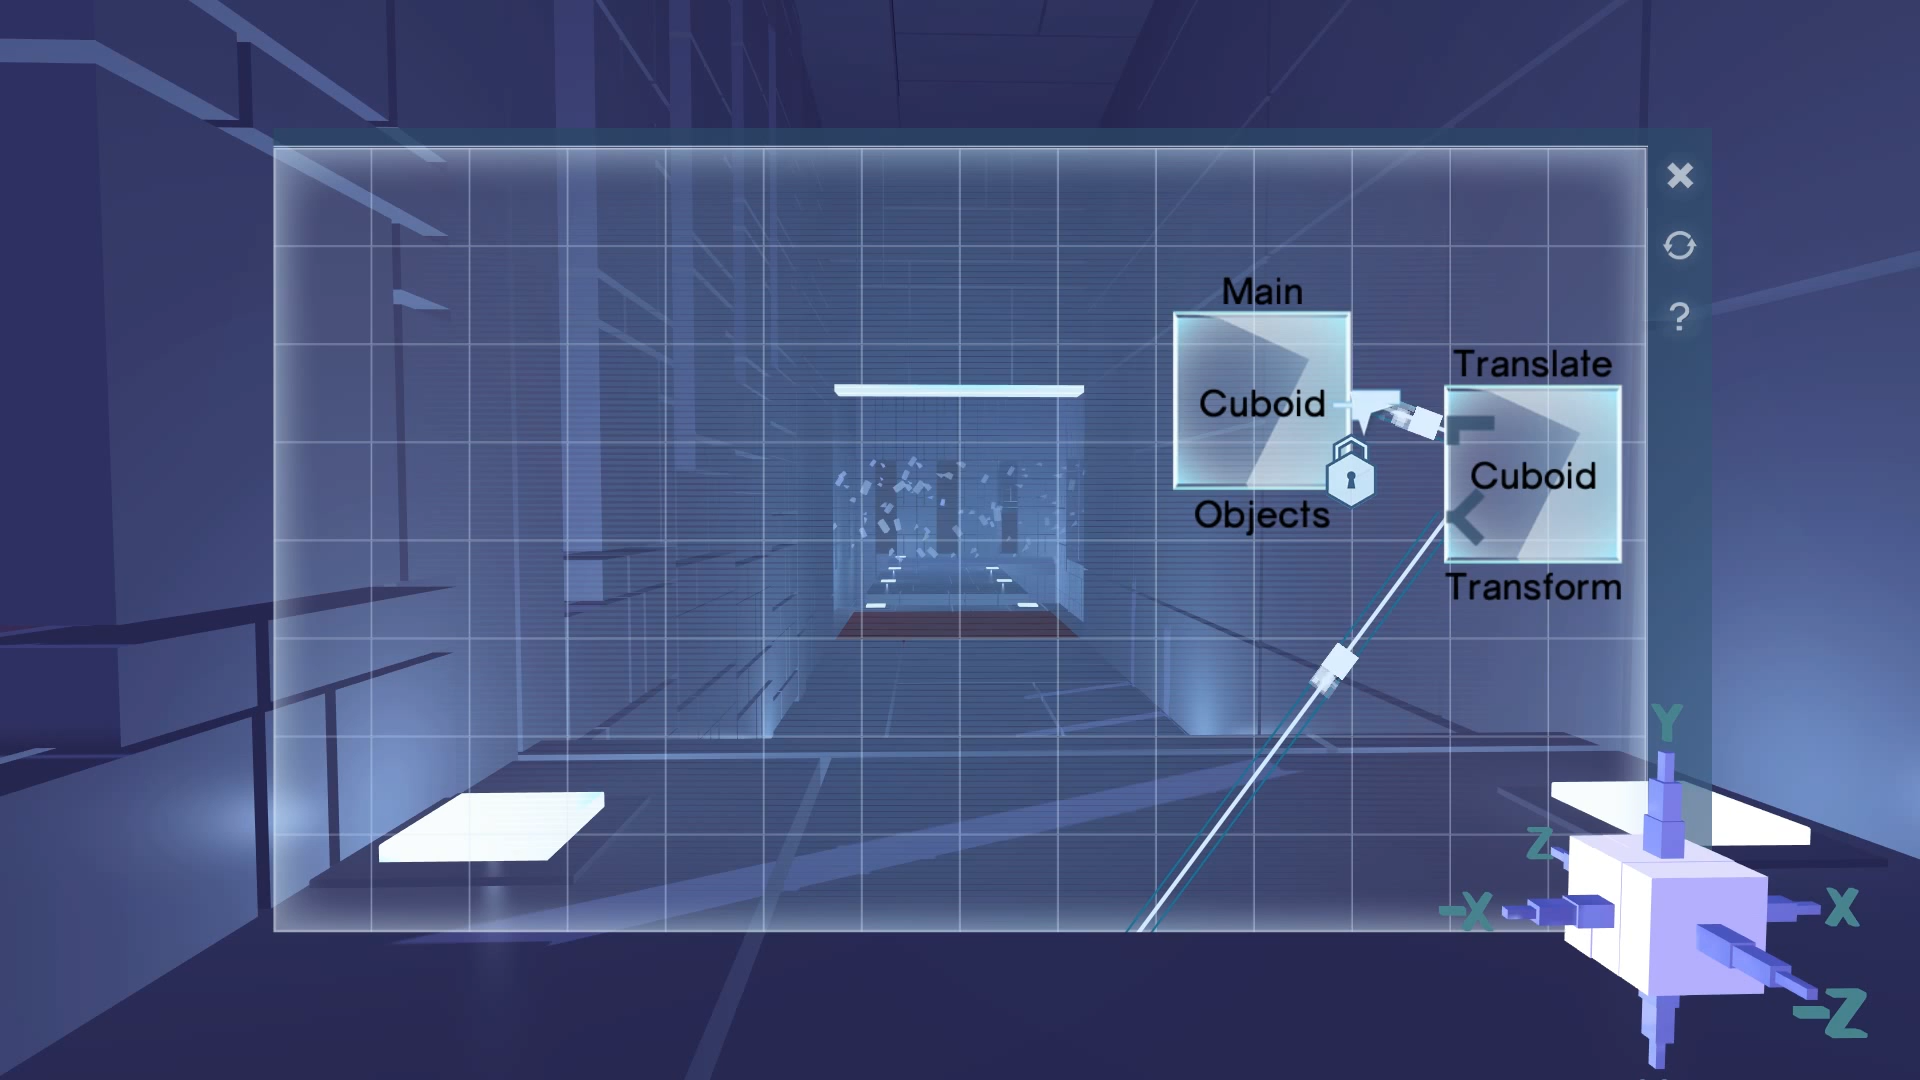 Main
Cuboid
Objects
Translate
Cuboid
Transform
?
Y
Z
-X
X
-Z